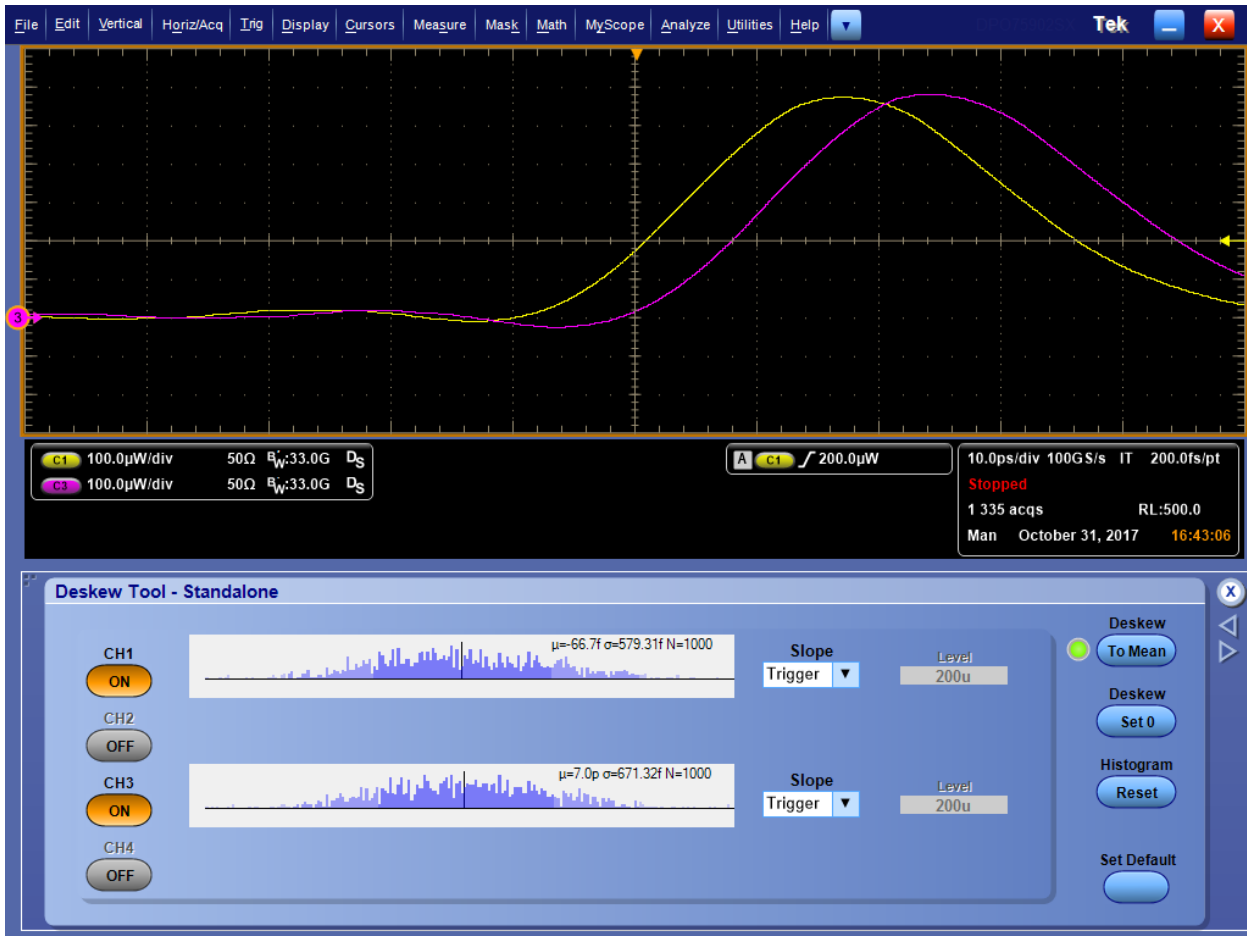 File Edit Vertical Horiz/Acq Trig Display Cursors Measure Mask Math MyScope Analyze Utilities Help Tek X
3
C1 100.0µW/div 50Ω BW:33.0G DS
C3 100.0µW/div 50Ω BW:33.0G DS
A C1 200.0µW
10.0ps/div 100GS/s IT 200.0fs/pt
Stopped
1 335 acqs RL:500.0
Man October 31, 2017 16:43:06
Deskew Tool - Standalone
X
CH1
ON
µ=-66.7f σ=579.31f N=1000
Slope
Trigger
Level
200u
Deskew
To Mean
CH2
OFF
Deskew
Set 0
CH3
ON
µ=7.0p σ=671.32f N=1000
Slope
Trigger
Level
200u
Histogram
Reset
CH4
OFF
Set Default